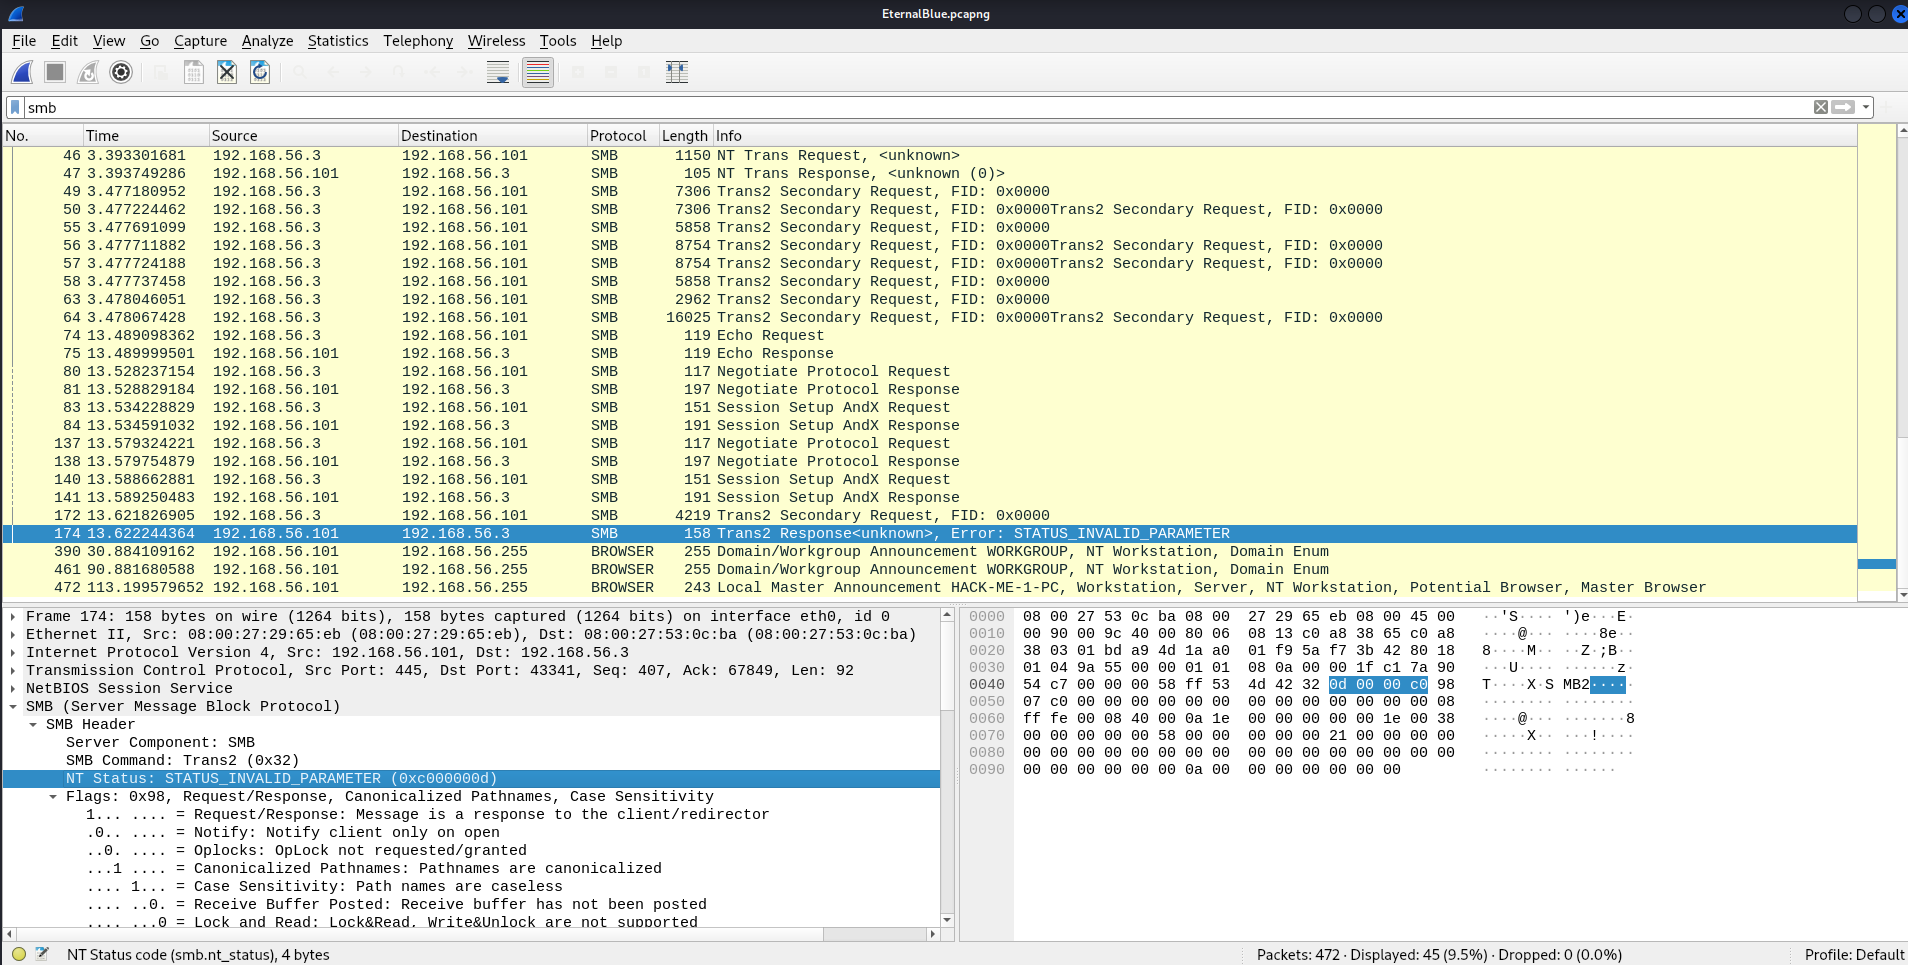 EternalBlue.pcapng
File Edit View Go Capture Analyze Statistics Telephony Wireless Tools Help
smb
No. Time Source Destination Protocol Length Info
46 3.393301681 192.168.56.3 192.168.56.101 SMB 1150 NT Trans Request, <unknown>
47 3.393749286 192.168.56.101 192.168.56.3 SMB 105 NT Trans Response, <unknown (0)>
49 3.477180952 192.168.56.3 192.168.56.101 SMB 7306 Trans2 Secondary Request, FID: 0x0000
50 3.477224462 192.168.56.3 192.168.56.101 SMB 7306 Trans2 Secondary Request, FID: 0x0000Trans2 Secondary Request, FID: 0x0000
55 3.477691099 192.168.56.3 192.168.56.101 SMB 5858 Trans2 Secondary Request, FID: 0x0000
56 3.477711882 192.168.56.3 192.168.56.101 SMB 8754 Trans2 Secondary Request, FID: 0x0000Trans2 Secondary Request, FID: 0x0000
57 3.477724188 192.168.56.3 192.168.56.101 SMB 8754 Trans2 Secondary Request, FID: 0x0000Trans2 Secondary Request, FID: 0x0000
58 3.477737458 192.168.56.3 192.168.56.101 SMB 5858 Trans2 Secondary Request, FID: 0x0000
63 3.478046051 192.168.56.3 192.168.56.101 SMB 2962 Trans2 Secondary Request, FID: 0x0000
64 3.478067428 192.168.56.3 192.168.56.101 SMB 16025 Trans2 Secondary Request, FID: 0x0000Trans2 Secondary Request, FID: 0x0000
74 13.489098362 192.168.56.3 192.168.56.101 SMB 119 Echo Request
75 13.489999501 192.168.56.101 192.168.56.3 SMB 119 Echo Response
80 13.528237154 192.168.56.3 192.168.56.101 SMB 117 Negotiate Protocol Request
81 13.528829184 192.168.56.101 192.168.56.3 SMB 197 Negotiate Protocol Response
83 13.534228829 192.168.56.3 192.168.56.101 SMB 151 Session Setup AndX Request
84 13.534591032 192.168.56.101 192.168.56.3 SMB 191 Session Setup AndX Response
137 13.579324221 192.168.56.3 192.168.56.101 SMB 117 Negotiate Protocol Request
138 13.579754879 192.168.56.101 192.168.56.3 SMB 197 Negotiate Protocol Response
140 13.588662881 192.168.56.3 192.168.56.101 SMB 151 Session Setup AndX Request
141 13.589250483 192.168.56.101 192.168.56.3 SMB 191 Session Setup AndX Response
172 13.621826905 192.168.56.3 192.168.56.101 SMB 4219 Trans2 Secondary Request, FID: 0x0000
174 13.622244364 192.168.56.101 192.168.56.3 SMB 158 Trans2 Response<unknown>, Error: STATUS_INVALID_PARAMETER
390 30.884109162 192.168.56.101 192.168.56.255 BROWSER 255 Domain/Workgroup Announcement WORKGROUP, NT Workstation, Domain Enum
461 90.881680588 192.168.56.101 192.168.56.255 BROWSER 255 Domain/Workgroup Announcement WORKGROUP, NT Workstation, Domain Enum
472 113.199579652 192.168.56.101 192.168.56.255 BROWSER 243 Local Master Announcement HACK-ME-1-PC, Workstation, Server, NT Workstation, Potential Browser, Master Browser
Frame 174: 158 bytes on wire (1264 bits), 158 bytes captured (1264 bits) on interface eth0, id 0
Ethernet II, Src: 08:00:27:29:65:eb (08:00:27:29:65:eb), Dst: 08:00:27:53:0c:ba (08:00:27:53:0c:ba)
Internet Protocol Version 4, Src: 192.168.56.101, Dst: 192.168.56.3
Transmission Control Protocol, Src Port: 445, Dst Port: 43341, Seq: 407, Ack: 67849, Len: 92
NetBIOS Session Service
SMB (Server Message Block Protocol)
SMB Header
Server Component: SMB
SMB Command: Trans2 (0x32)
NT Status: STATUS_INVALID_PARAMETER (0xc000000d)
Flags: 0x98, Request/Response, Canonicalized Pathnames, Case Sensitivity
1... .... = Request/Response: Message is a response to the client/redirector
.0.. .... = Notify: Notify client only on open
..0. .... = Oplocks: OpLock not requested/granted
...1 .... = Canonicalized Pathnames: Pathnames are canonicalized
.... 1... = Case Sensitivity: Path names are caseless
.... ..0. = Receive Buffer Posted: Receive buffer has not been posted
.... ...0 = Lock and Read: Lock&Read, Write&Unlock are not supported
0000 08 00 27 53 0c ba 08 00 27 29 65 eb 08 00 45 00 ··'S···· ')e···E·
0010 00 90 00 9c 40 00 80 06 08 13 c0 a8 38 65 c0 a8 ····@··· ····8e··
0020 38 03 01 bd a9 4d 1a a0 01 f9 5a f7 3b 42 80 18 8····M·· ··Z·;B··
0030 01 04 9a 55 00 00 01 01 08 0a 00 00 1f c1 7a 90 ···U···· ······z·
0040 54 c7 00 00 00 58 ff 53 4d 42 32 0d 00 00 c0 98 T····X·S MB2·····
0050 07 c0 00 00 00 00 00 00 00 00 00 00 00 00 00 08 ········ ········
0060 ff fe 00 08 40 00 0a 1e 00 00 00 00 00 1e 00 38 ····@··· ·······8
0070 00 00 00 00 00 58 00 00 00 00 00 21 00 00 00 00 ·····X·· ···!····
0080 00 00 00 00 00 00 00 00 00 00 00 00 00 00 00 00 ········ ········
0090 00 00 00 00 00 0a 00 00 00 00 00 00 00 ········ ······
NT Status code (smb.nt_status), 4 bytes
Packets: 472 · Displayed: 45 (9.5%) · Dropped: 0 (0.0%)
Profile: Default